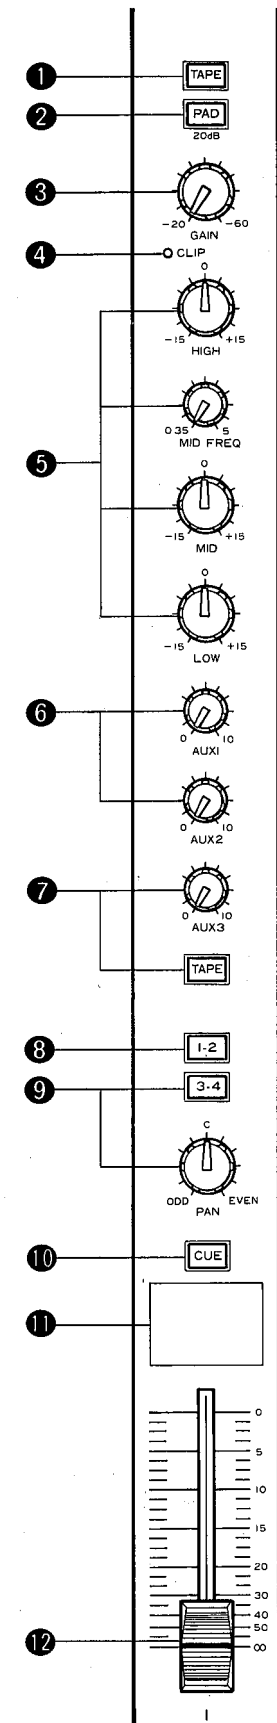 1 TAPE
2 PAD
20dB
3
-20 -60
GAIN
4 CLIP
0
-15 +15
HIGH
0.35 5
MID FREQ
5
0
-15 +15
MID
0
-15 +15
LOW
6
0 10
AUX1
0 10
AUX2
7
0 10
AUX3
TAPE
8 1-2
9 3-4
C
ODD EVEN
PAN
10 CUE
11
0
5
10
15
20
30
40
50
12 ∞